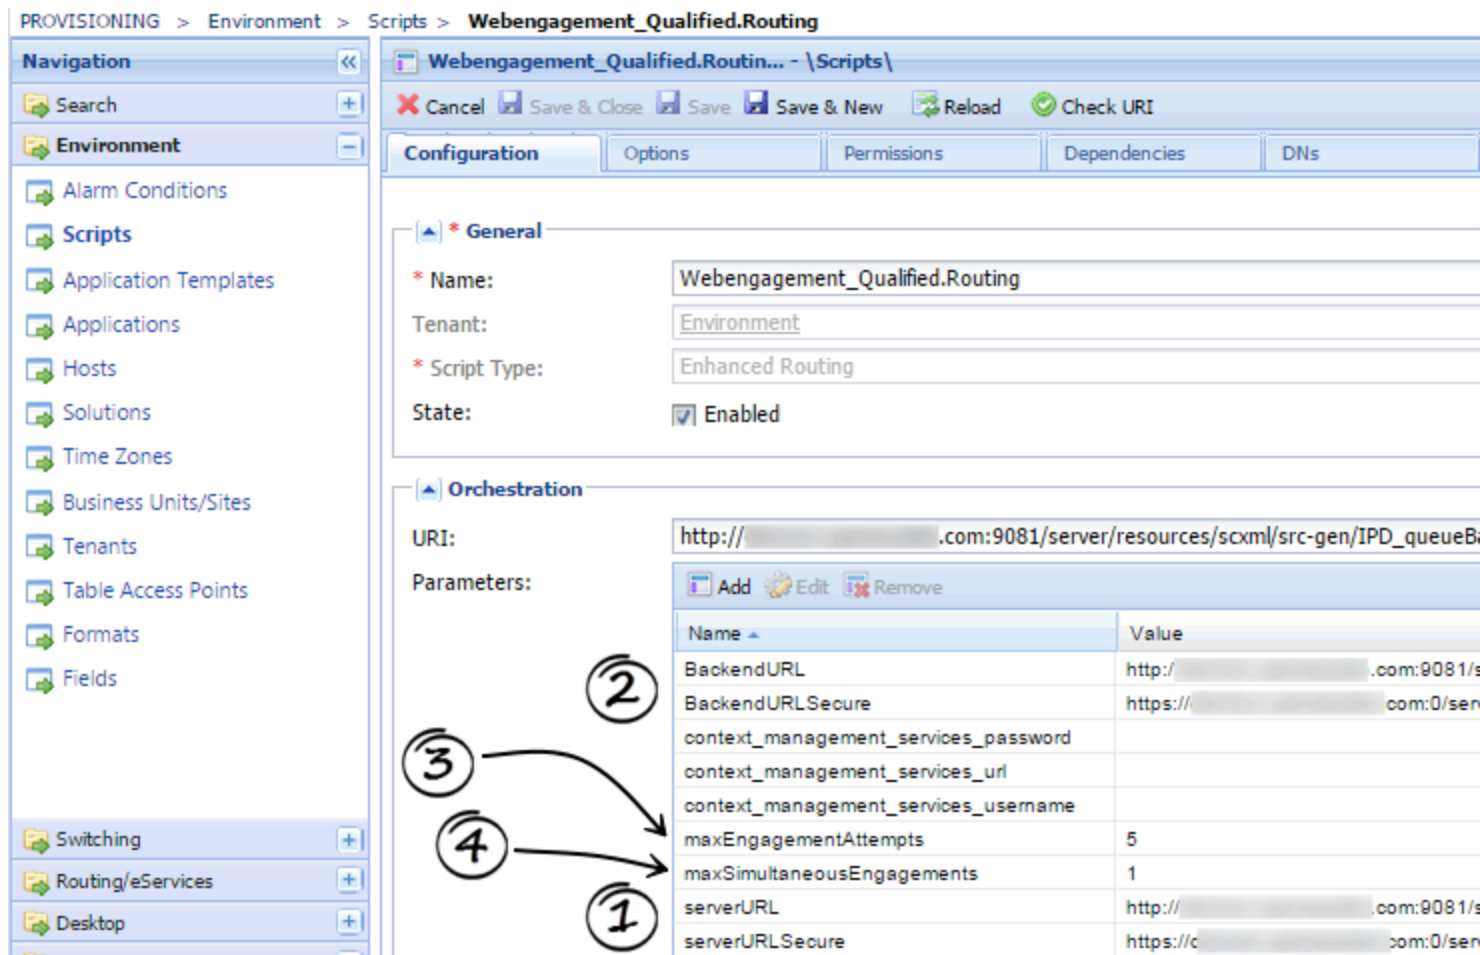 PROVISIONING > Environment > Scripts > Webengagement_Qualified.Routing
Navigation
Search
Environment
Alarm Conditions
Scripts
Application Templates
Applications
Hosts
Solutions
Time Zones
Business Units/Sites
Tenants
Table Access Points
Formats
Fields
Switching
Routing/eServices
Desktop
Webengagement_Qualified.Routin... - \Scripts\
Cancel Save & Close Save Save & New Reload Check URI
Configuration Options Permissions Dependencies DNs
* General
* Name: Webengagement_Qualified.Routing
Tenant: Environment
* Script Type: Enhanced Routing
State: Enabled
Orchestration
URI: http:// .com:9081/server/resources/scxml/src-gen/IPD_queueBa
Parameters: Add Edit Remove
Name Value
BackendURL http:/ .com:9081/s
2
BackendURLSecure https:// com:0/serv
context_management_services_password
3
context_management_services_url
context_management_services_username
maxEngagementAttempts 5
4
maxSimultaneousEngagements 1
serverURL http:// .com:9081/s
1
serverURLSecure https:// com:0/serv